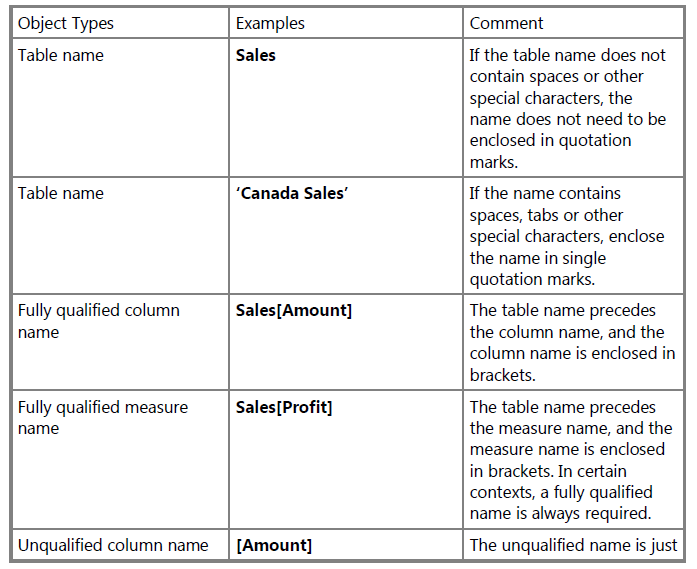 Object Types Examples Comment
Table name Sales If the table name does not
contain spaces or other
special characters, the
name does not need to be
enclosed in quotation
marks.
Table name ‘Canada Sales’ If the name contains
spaces, tabs or other
special characters, enclose
the name in single
quotation marks.
Fully qualified column Sales[Amount] The table name precedes
name the column name, and the
column name is enclosed in
brackets.
Fully qualified measure Sales[Profit] The table name precedes
name the measure name, and the
measure name is enclosed
in brackets. In certain
contexts, a fully qualified
name is always required.
Unqualified column name [Amount] The unqualified name is just